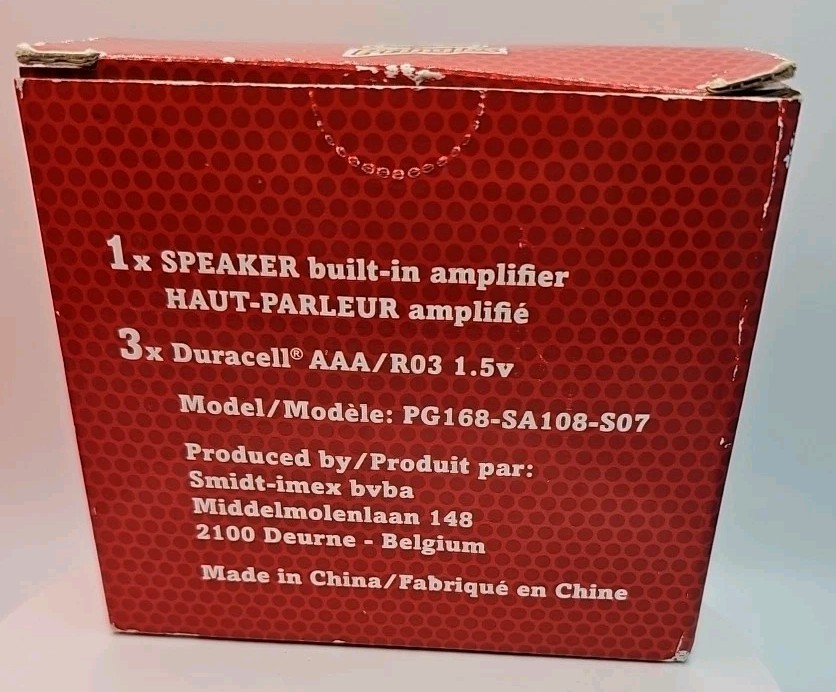 1x SPEAKER built-in amplifier
HAUT-PARLEUR amplifié
3x Duracell® AAA/R03 1.5v
Model/Modèle: PG168-SA108-S07
Produced by/Produit par:
Smidt-imex bvba
Middelmolenlaan 148
2100 Deurne - Belgium
Made in China/Fabriqué en Chine